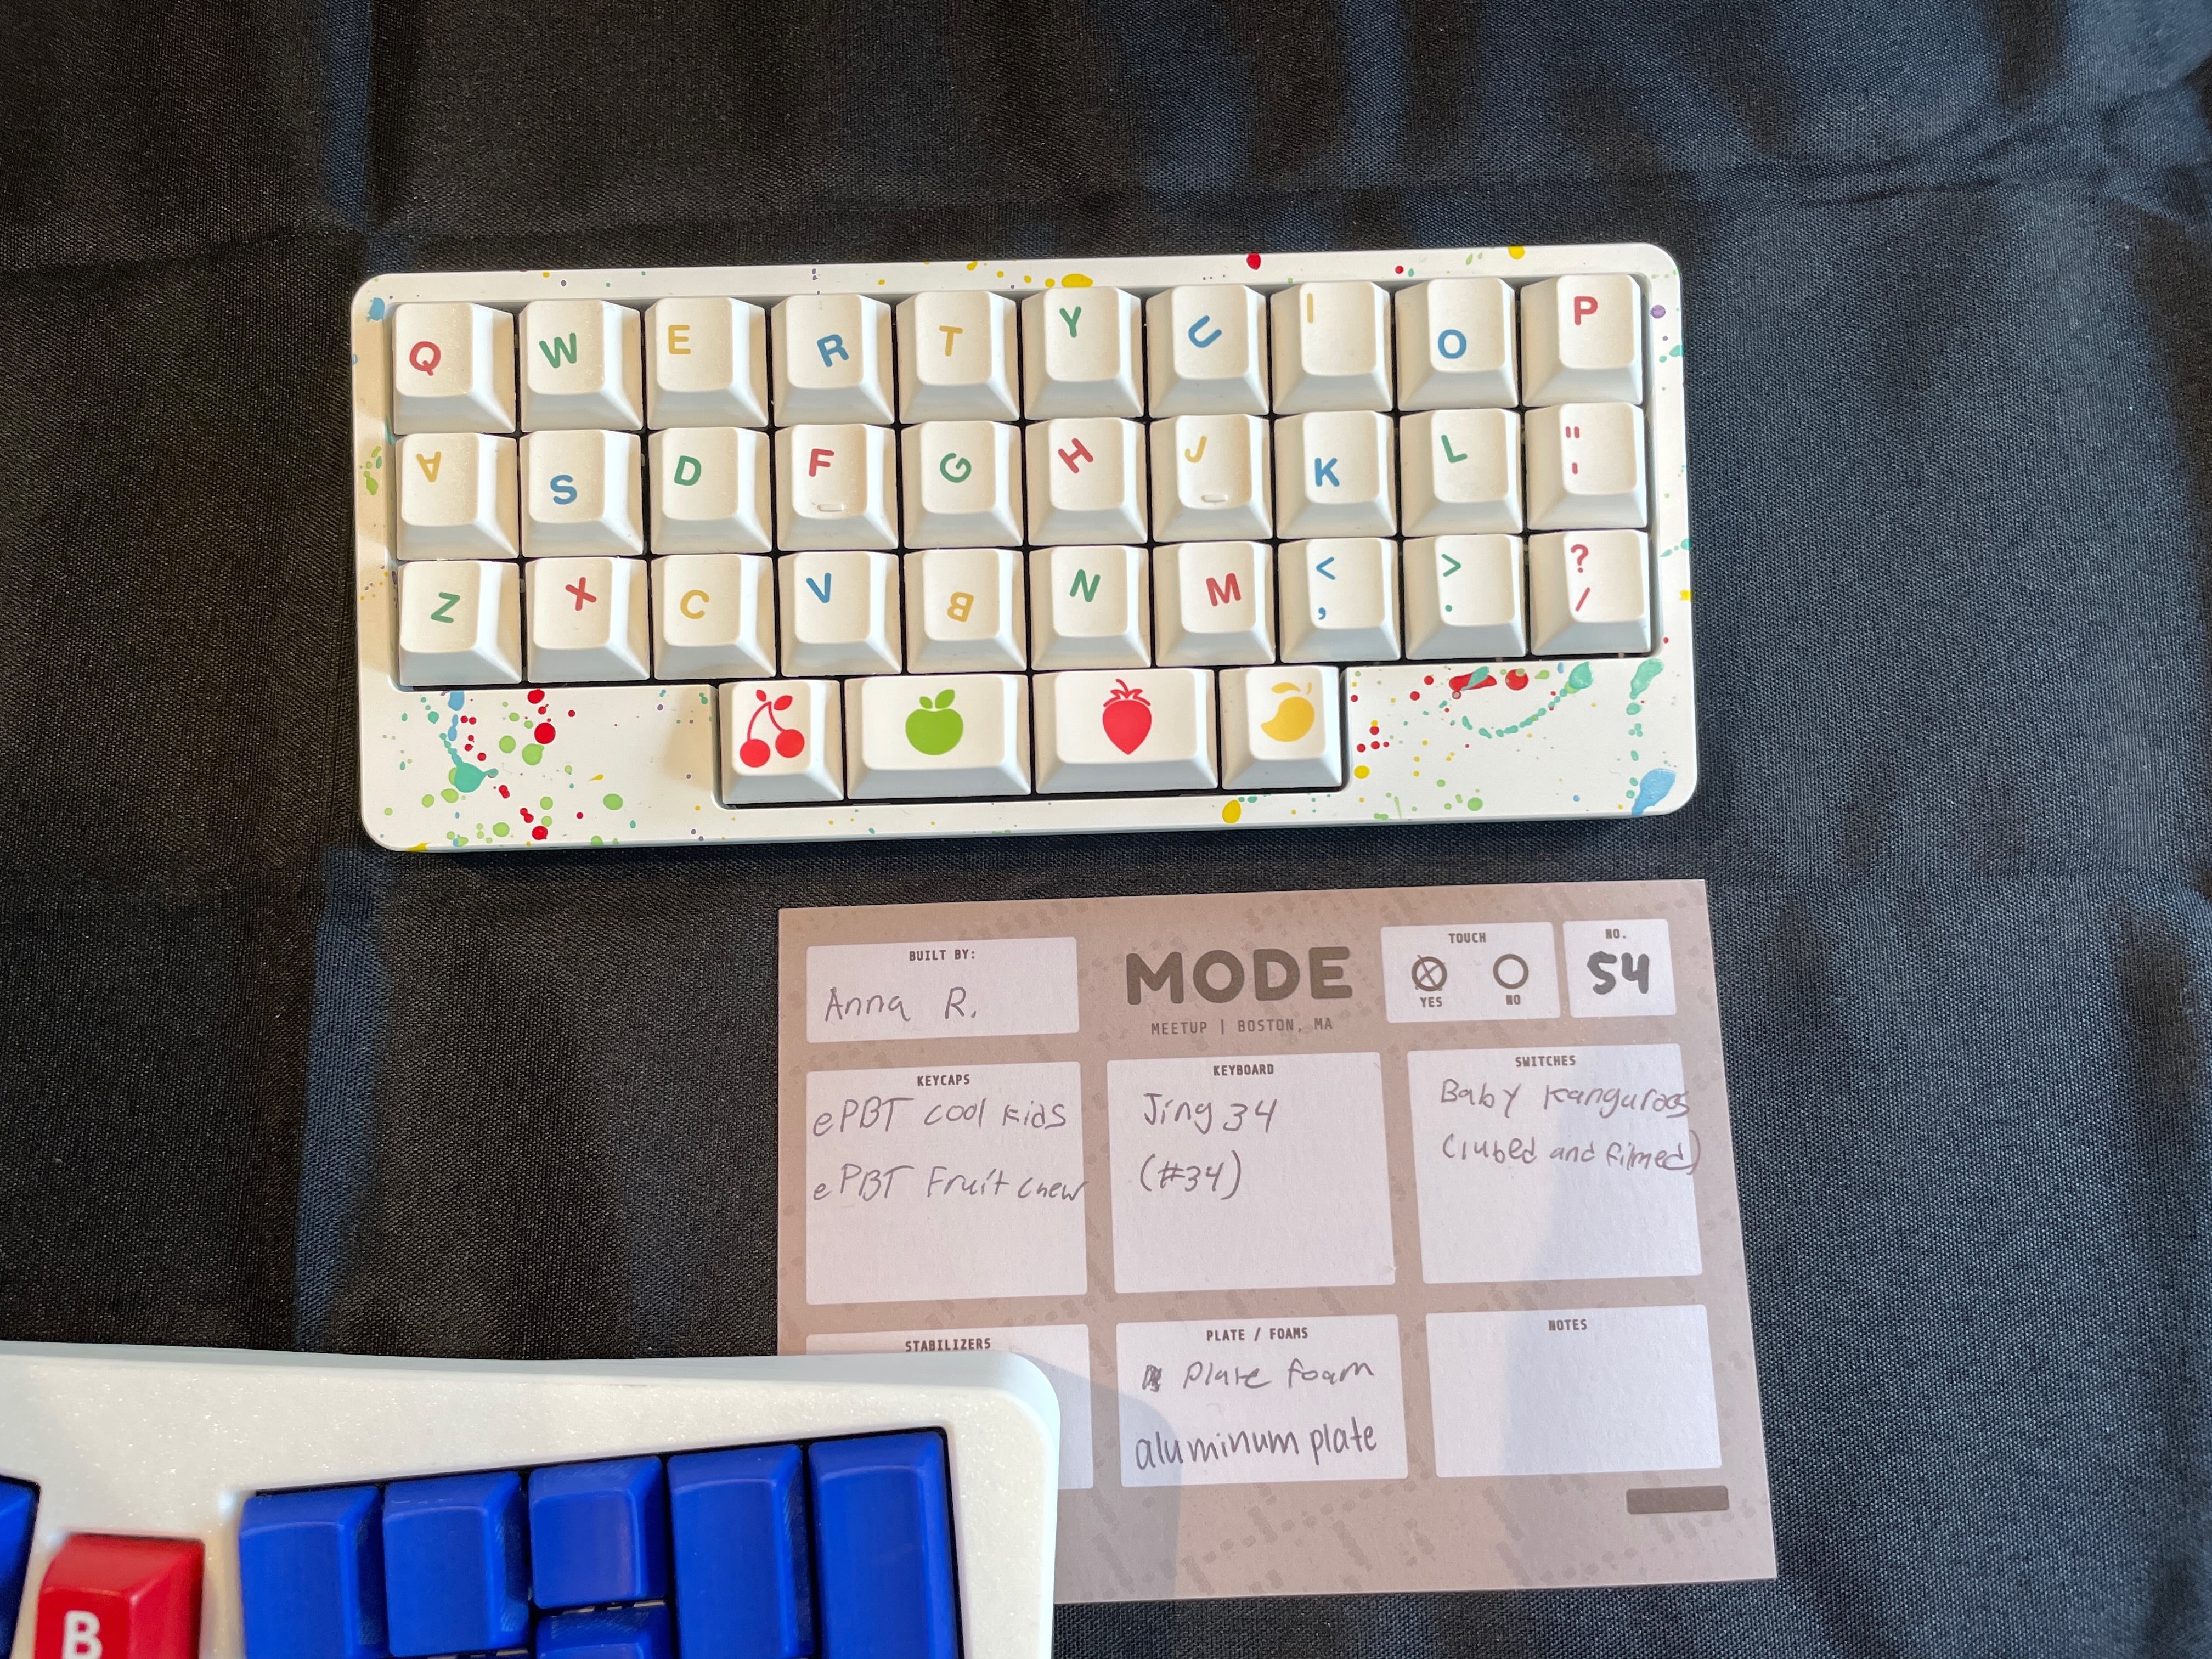 Q W E R T Y U I O P
A S D F G H J K L " '
Z X C V B N M < , > . ? /
BUILT BY:
Anna R.
MODE
MEETUP | BOSTON, MA
TOUCH
YES NO
NO.
54
KEYCAPS
ePBT cool kids
ePBT Fruit chew
KEYBOARD
Jing 34
(#34)
SWITCHES
Baby Kangaroos
(lubed and filmed)
STABILIZERS
PLATE / FOAMS
Plate foam
aluminum plate
NOTES
B